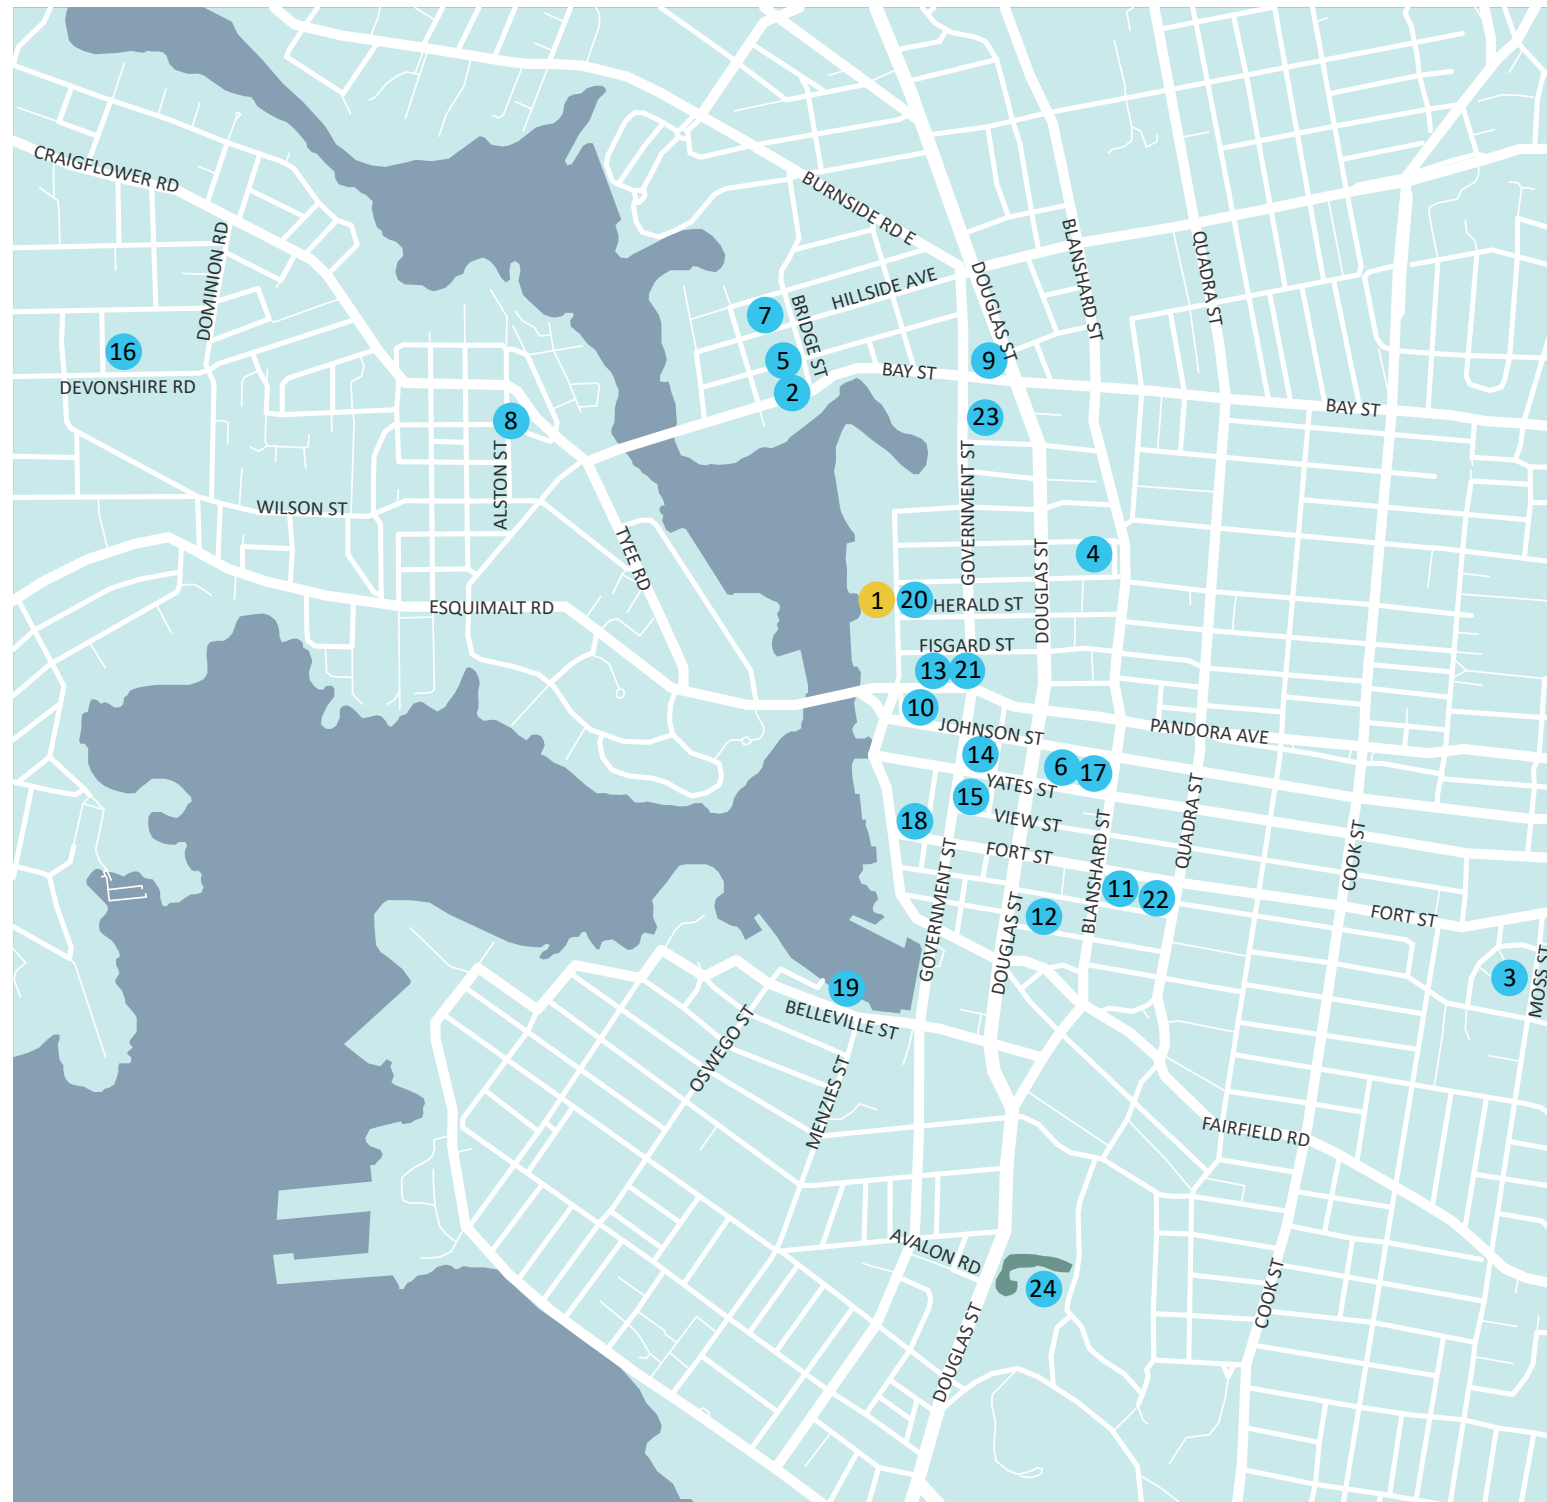 CRAIGFLOWER RD
BURNSIDE RD E
DOMINION RD
BLANSHARD ST
QUADRA ST
DOUGLAS ST
HILLSIDE AVE
BRIDGE ST
7
16
5
9
DEVONSHIRE RD
BAY ST
2
BAY ST
8
23
ALSTON ST
GOVERNMENT ST
WILSON ST
TYEE RD
4
DOUGLAS ST
1
20
HERALD ST
ESQUIMALT RD
FISGARD ST
13
21
10
JOHNSON ST
PANDORA AVE
14
6
17
YATES ST
15
18
VIEW ST
QUADRA ST
FORT ST
COOK ST
BLANSHARD ST
GOVERNMENT ST
11
22
12
FORT ST
DOUGLAS ST
3
MOSS ST
19
BELLEVILLE ST
OSWEGO ST
MENZIES ST
FAIRFIELD RD
AVALON RD
24
COOK ST
DOUGLAS ST